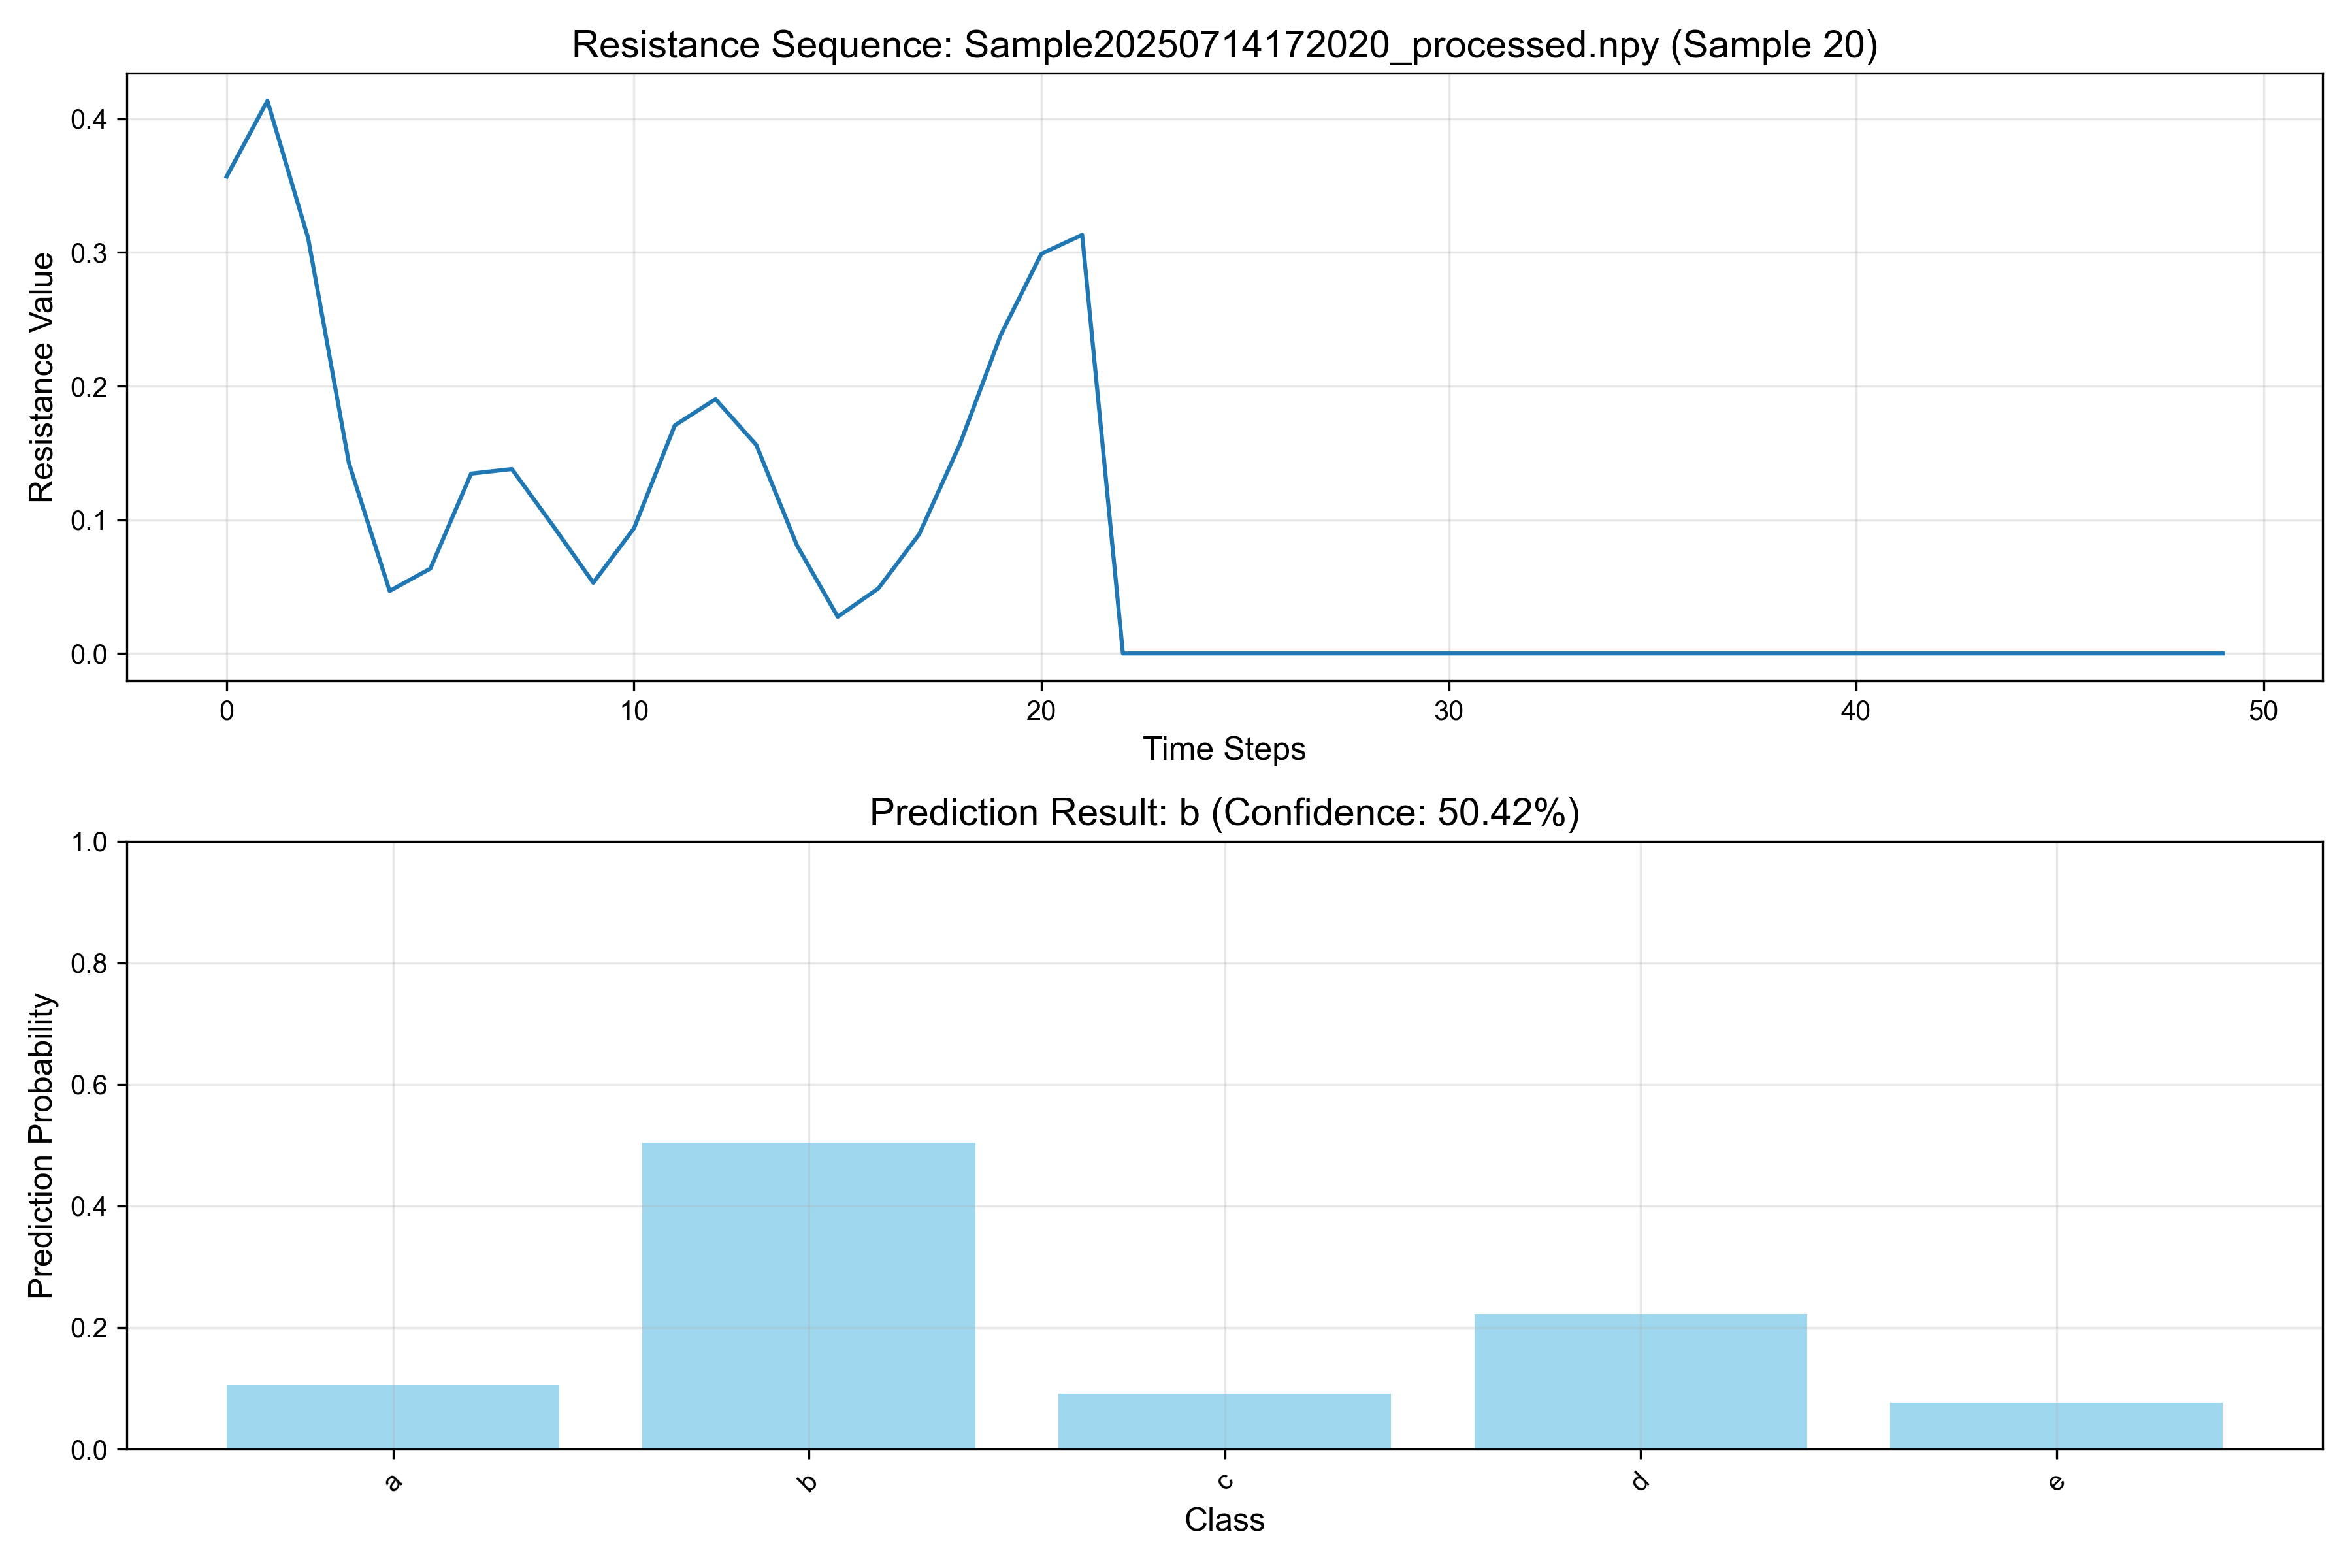 Resistance Sequence: Sample20250714172020_processed.npy (Sample 20)
Resistance Value
0.4
0.3
0.2
0.1
0.0
0 10 20 30 40 50
Time Steps
Prediction Result: b (Confidence: 50.42%)
Prediction Probability
1.0
0.8
0.6
0.4
0.2
0.0
a b c d e
Class